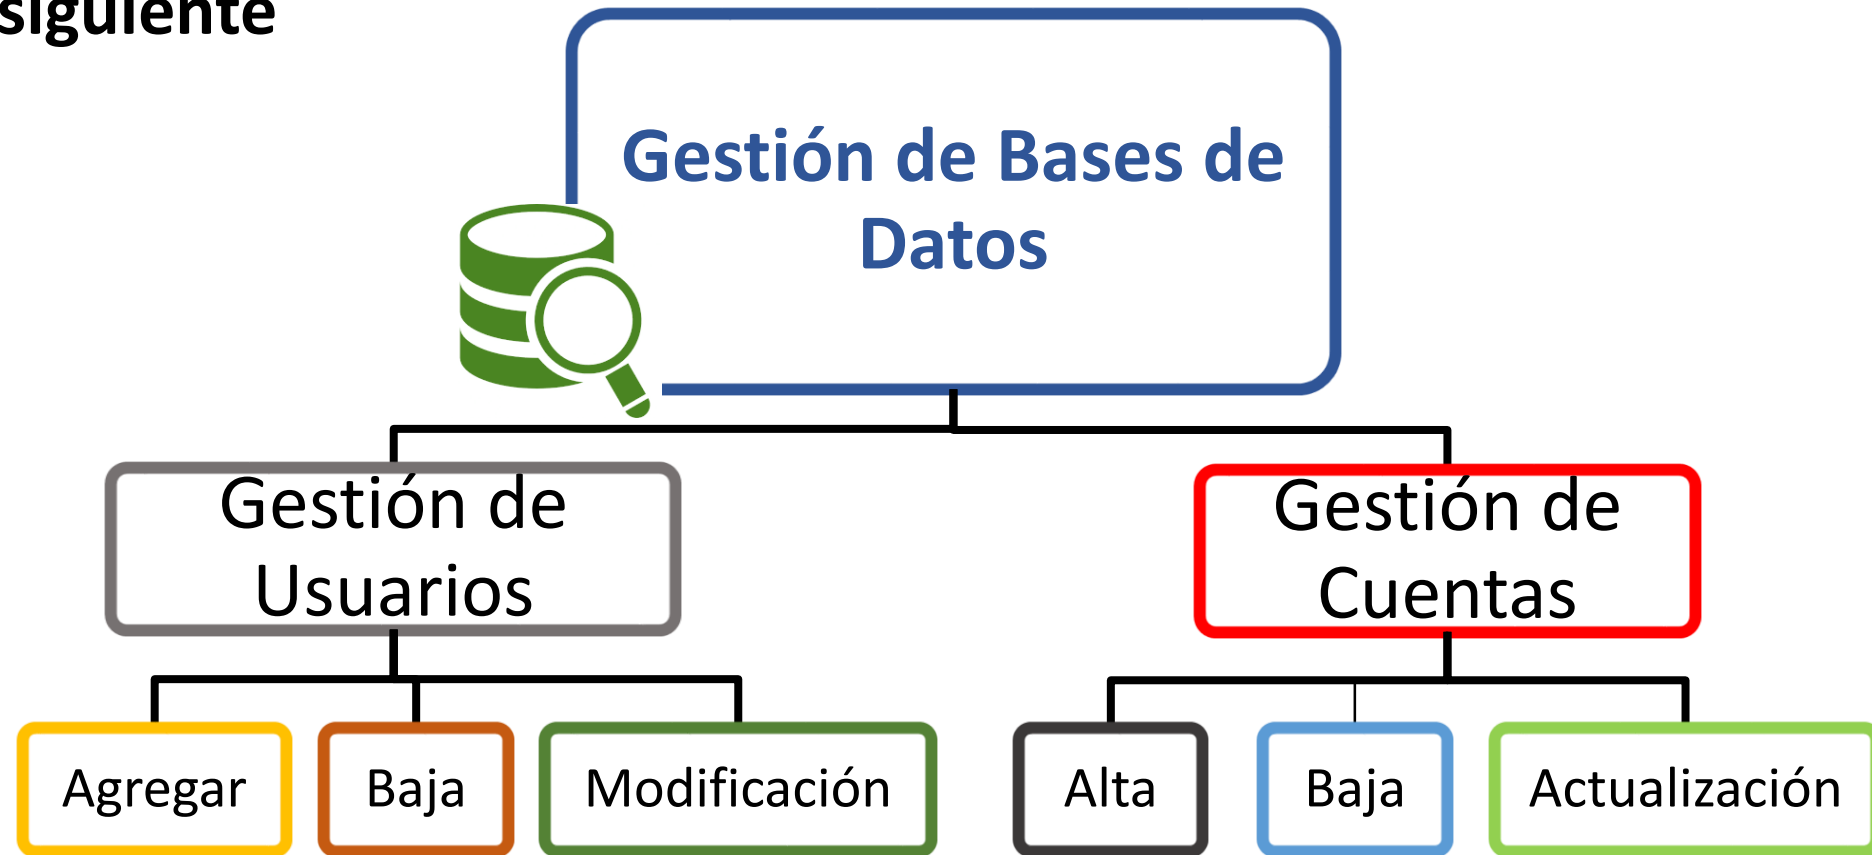 siguiente
Gestión de Bases de
Datos
Gestión de
Usuarios
Gestión de
Cuentas
Agregar
Baja
Modificación
Alta
Baja
Actualización